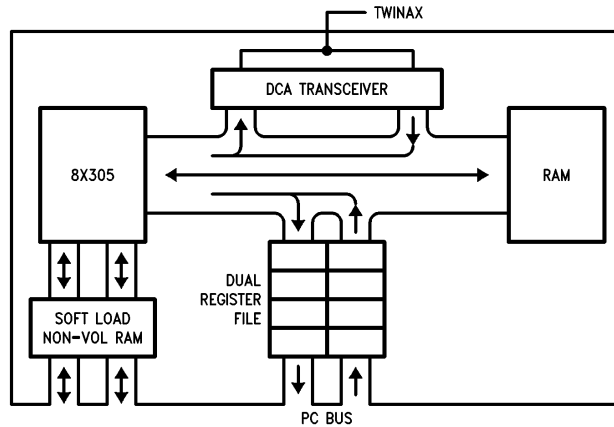 TWINAX
DCA TRANSCEIVER
8X305
RAM
DUAL
REGISTER
FILE
SOFT LOAD
NON-VOL RAM
PC BUS